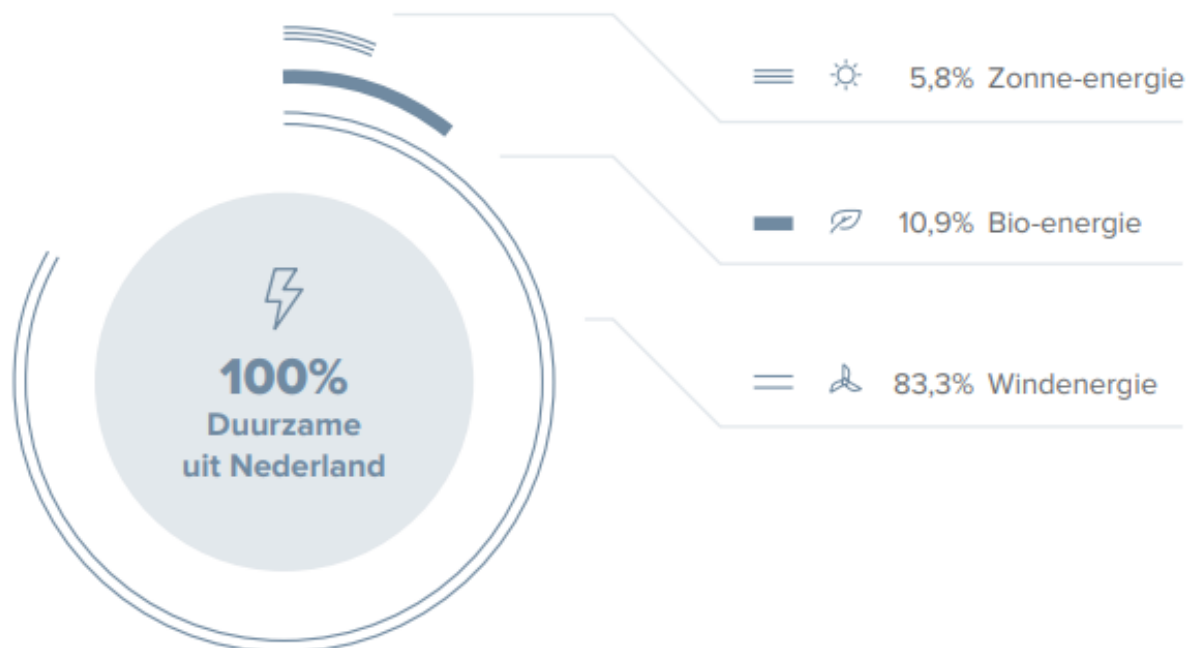 5,8% Zonne-energie
10,9% Bio-energie
83,3% Windenergie
100%
Duurzame
uit Nederland